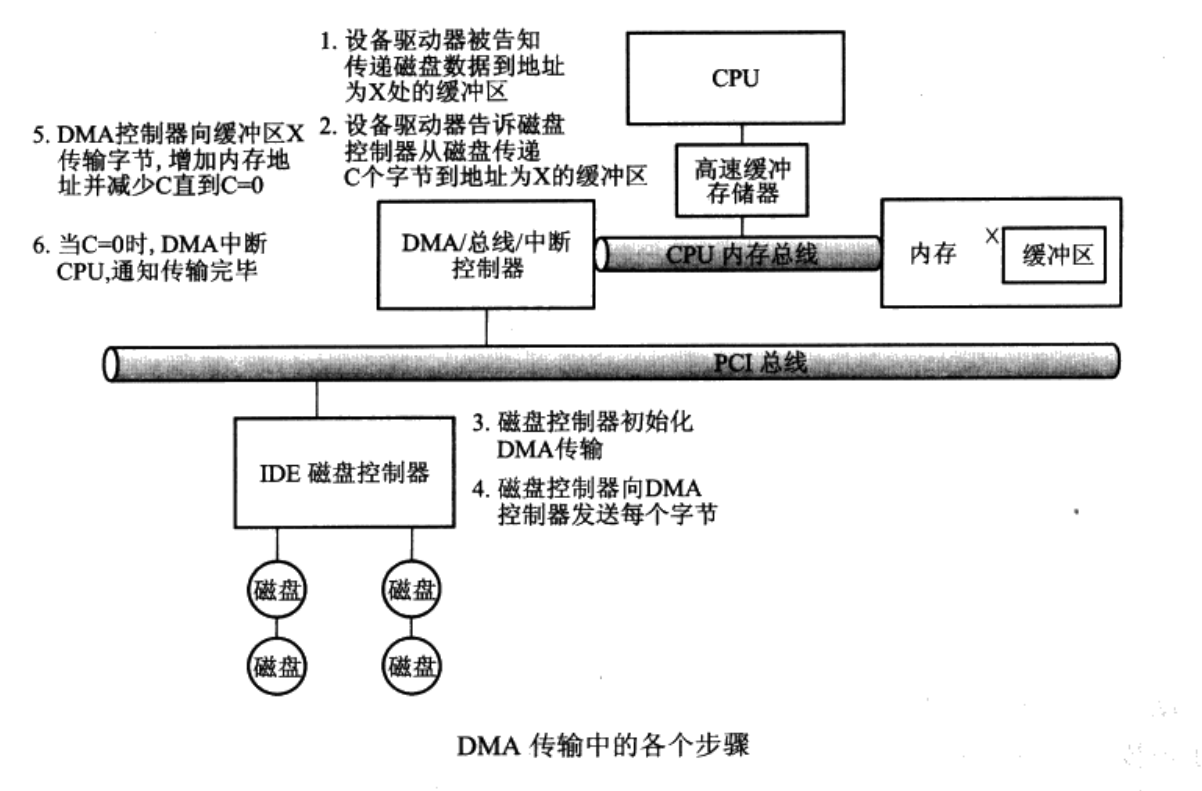 1. 设备驱动器被告知
传递磁盘数据到地址
为X处的缓冲区
2. 设备驱动器告诉磁盘
控制器从磁盘传递
C个字节到地址为X的缓冲区
5. DMA控制器向缓冲区X
传输字节, 增加内存地
址并减少C直到C=0
6. 当C=0时, DMA中断
CPU,通知传输完毕
CPU
高速缓冲
存储器
DMA/总线/中断
控制器
CPU 内存总线
内存
X
缓冲区
PCI 总线
IDE 磁盘控制器
3. 磁盘控制器初始化
DMA传输
4. 磁盘控制器向DMA
控制器发送每个字节
磁盘
磁盘
磁盘
磁盘
DMA 传输中的各个步骤